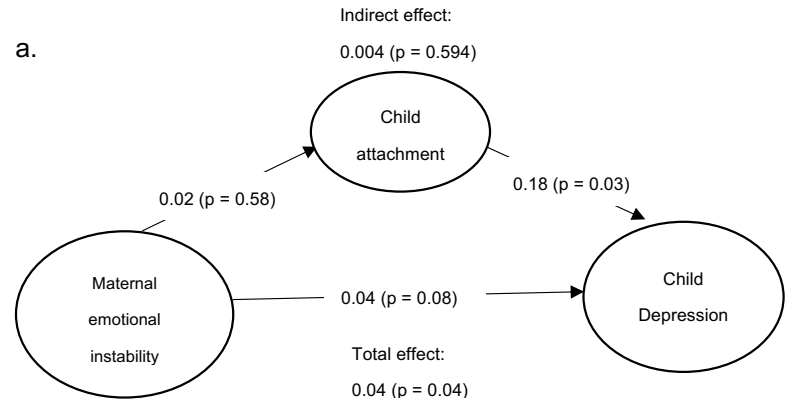 Indirect effect:
a.
0.004 (p = 0.594)
Child
attachment
0.02 (p = 0.58)
0.18 (p = 0.03)
Maternal
emotional
instability
0.04 (p = 0.08)
Child
Depression
Total effect:
0.04 (p = 0.04)